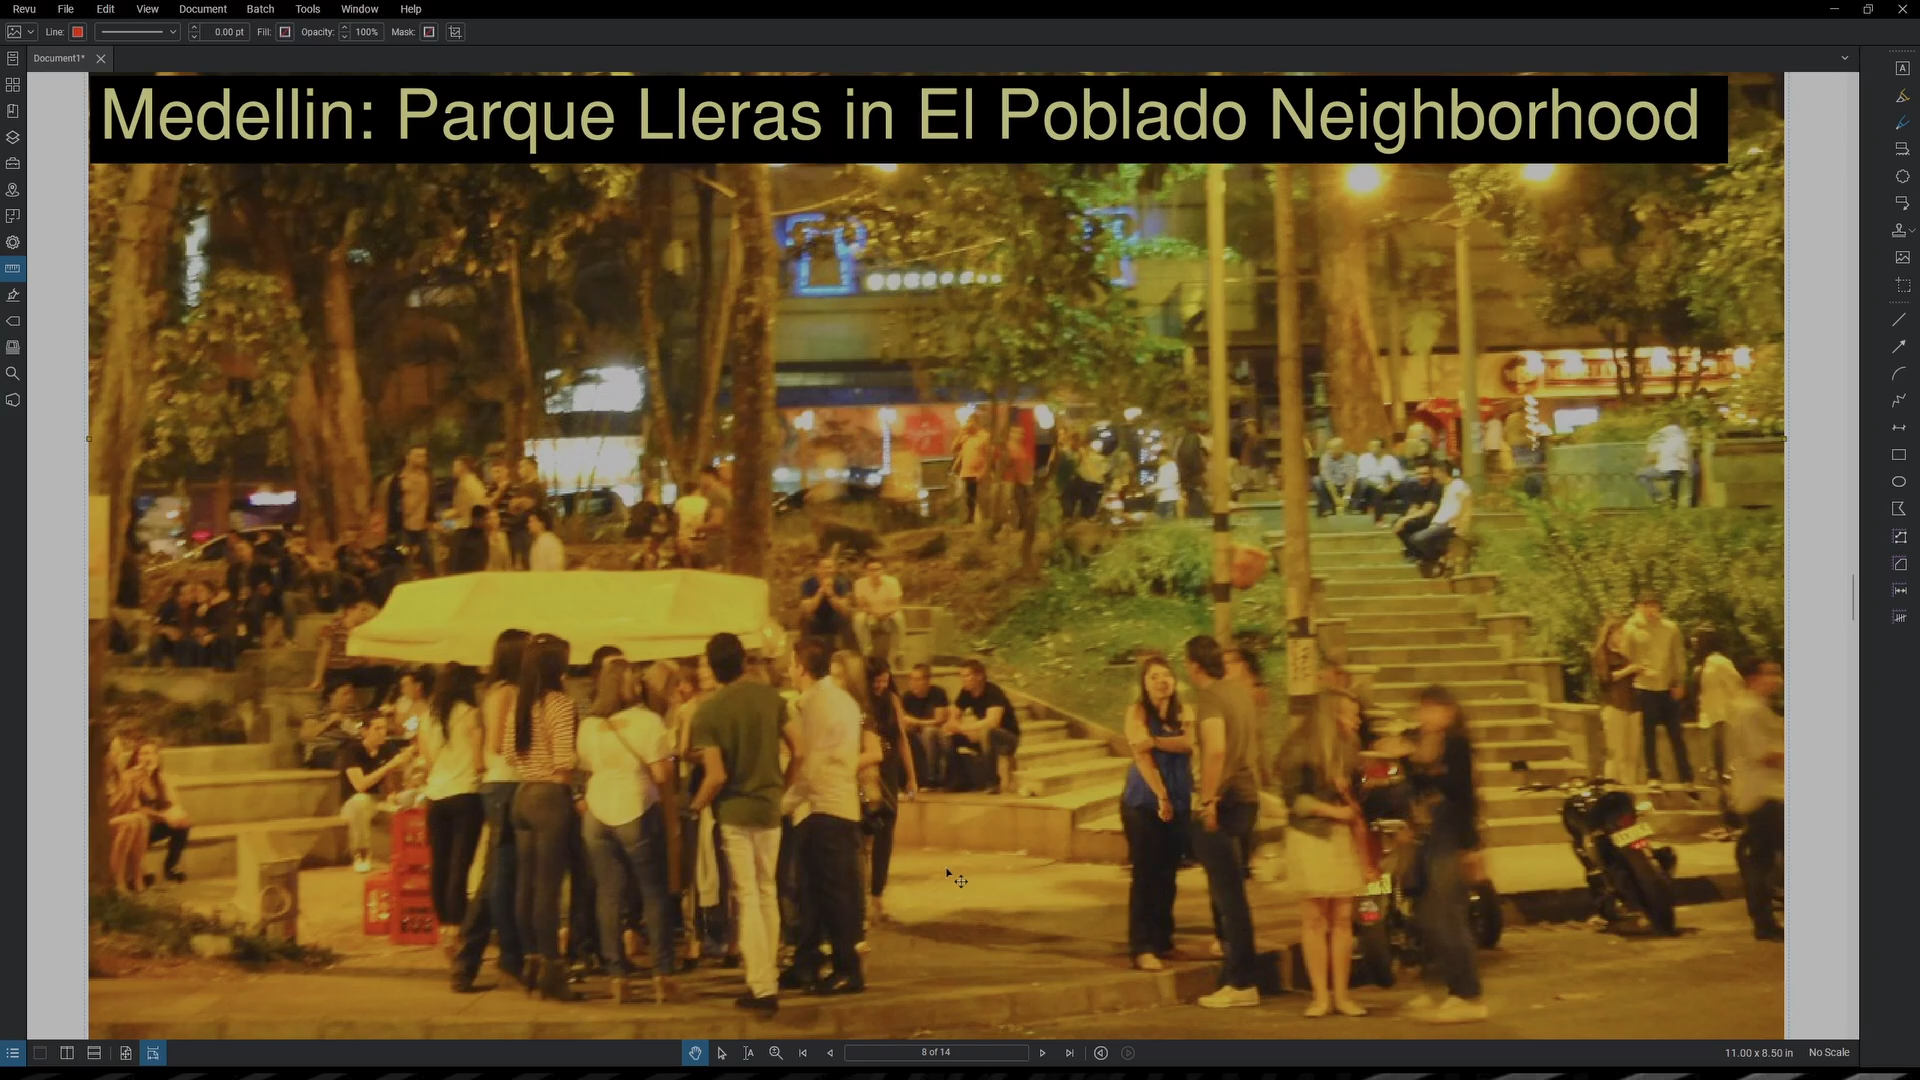 Revu File Edit View Document Batch Tools Window Help
Line: 0.00 pt Fill: Opacity: 100% Mask:
Document1*
Medellin: Parque Lleras in El Poblado Neighborhood
8 of 14
11.00 x 8.50 in No Scale